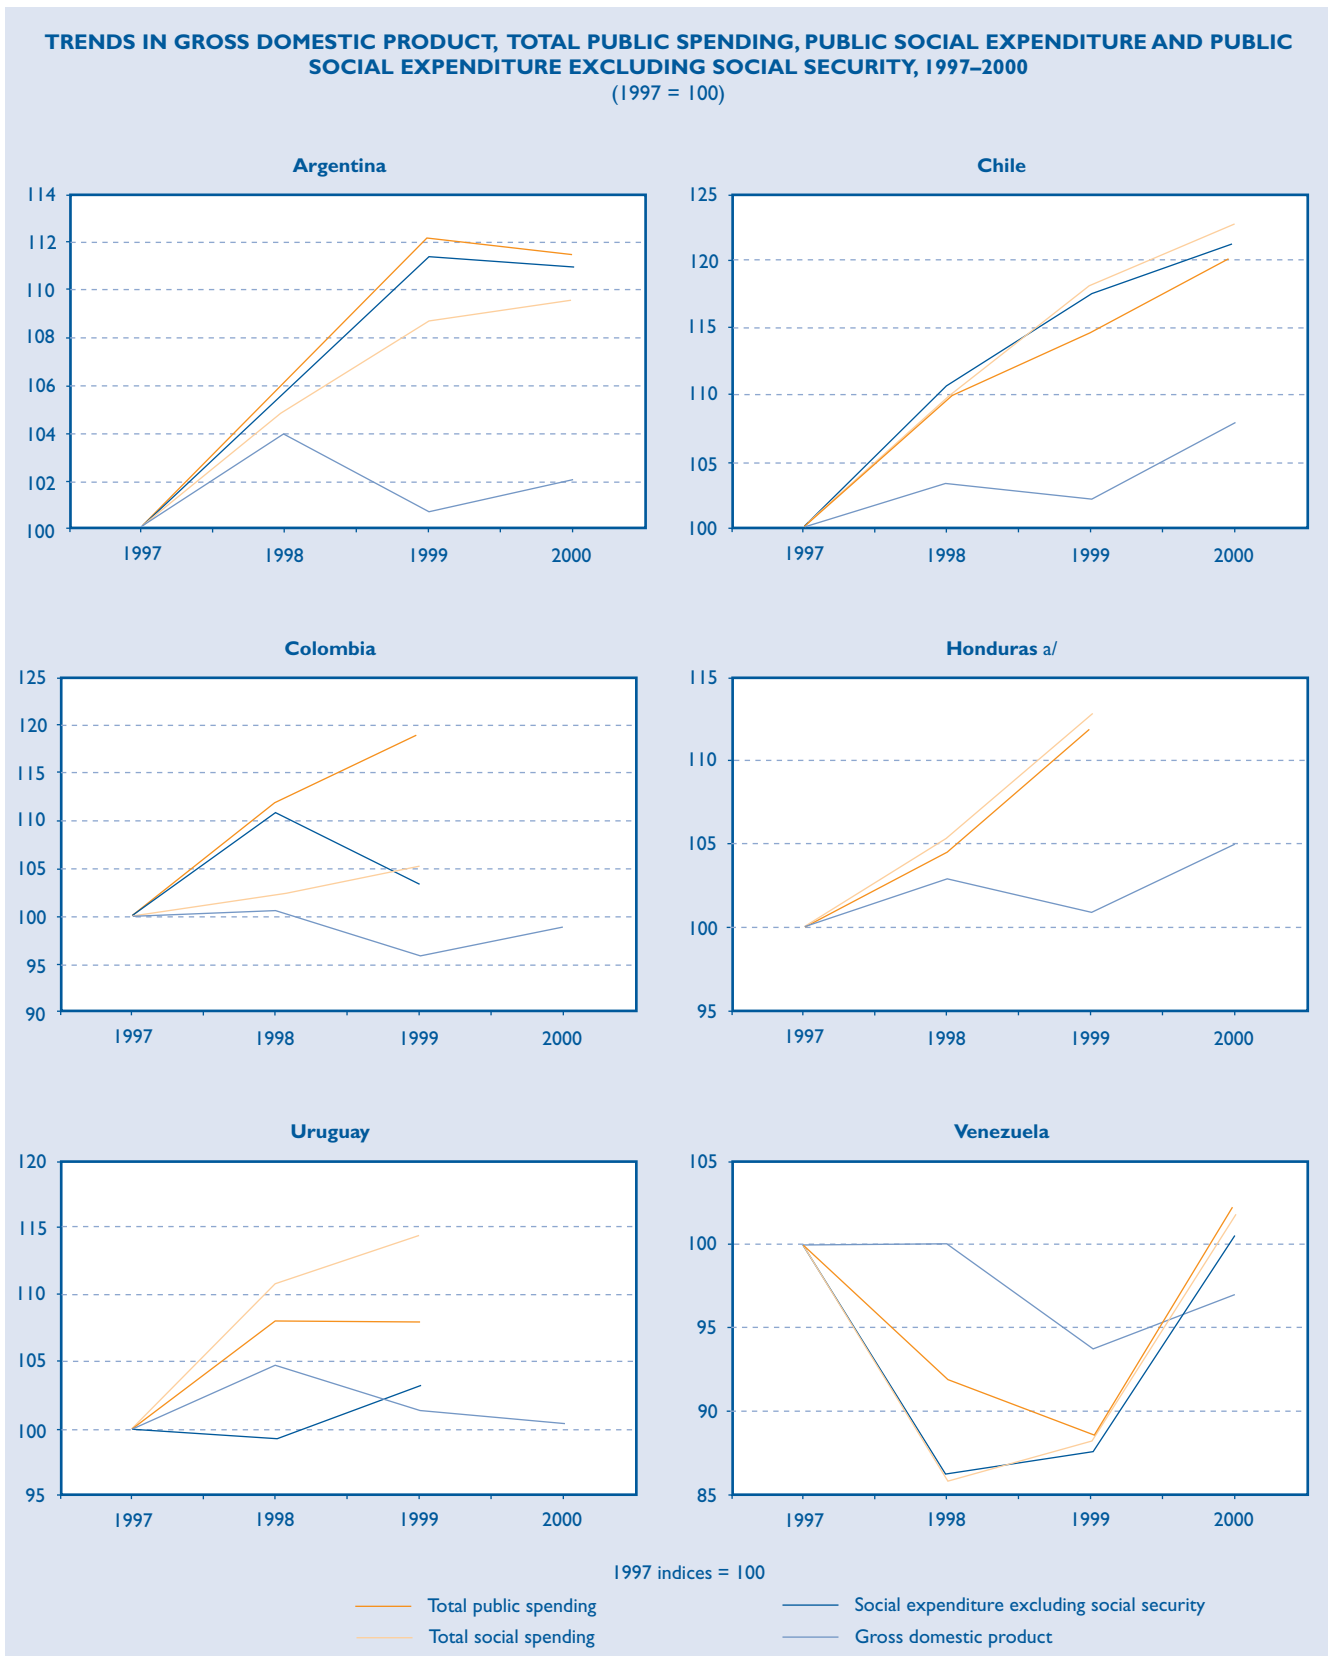 TRENDS IN GROSS DOMESTIC PRODUCT, TOTAL PUBLIC SPENDING, PUBLIC SOCIAL EXPENDITURE AND PUBLIC
SOCIAL EXPENDITURE EXCLUDING SOCIAL SECURITY, 1997–2000
(1997 = 100)
Argentina
114
112
110
108
106
104
102
100
1997 1998 1999 2000
Chile
125
120
115
110
105
100
1997 1998 1999 2000
Colombia
125
120
115
110
105
100
95
90
1997 1998 1999 2000
Honduras a/
115
110
105
100
95
1997 1998 1999 2000
Uruguay
120
115
110
105
100
95
1997 1998 1999 2000
Venezuela
105
100
95
90
85
1997 1998 1999 2000
1997 indices = 100
Total public spending
Total social spending
Social expenditure excluding social security
Gross domestic product